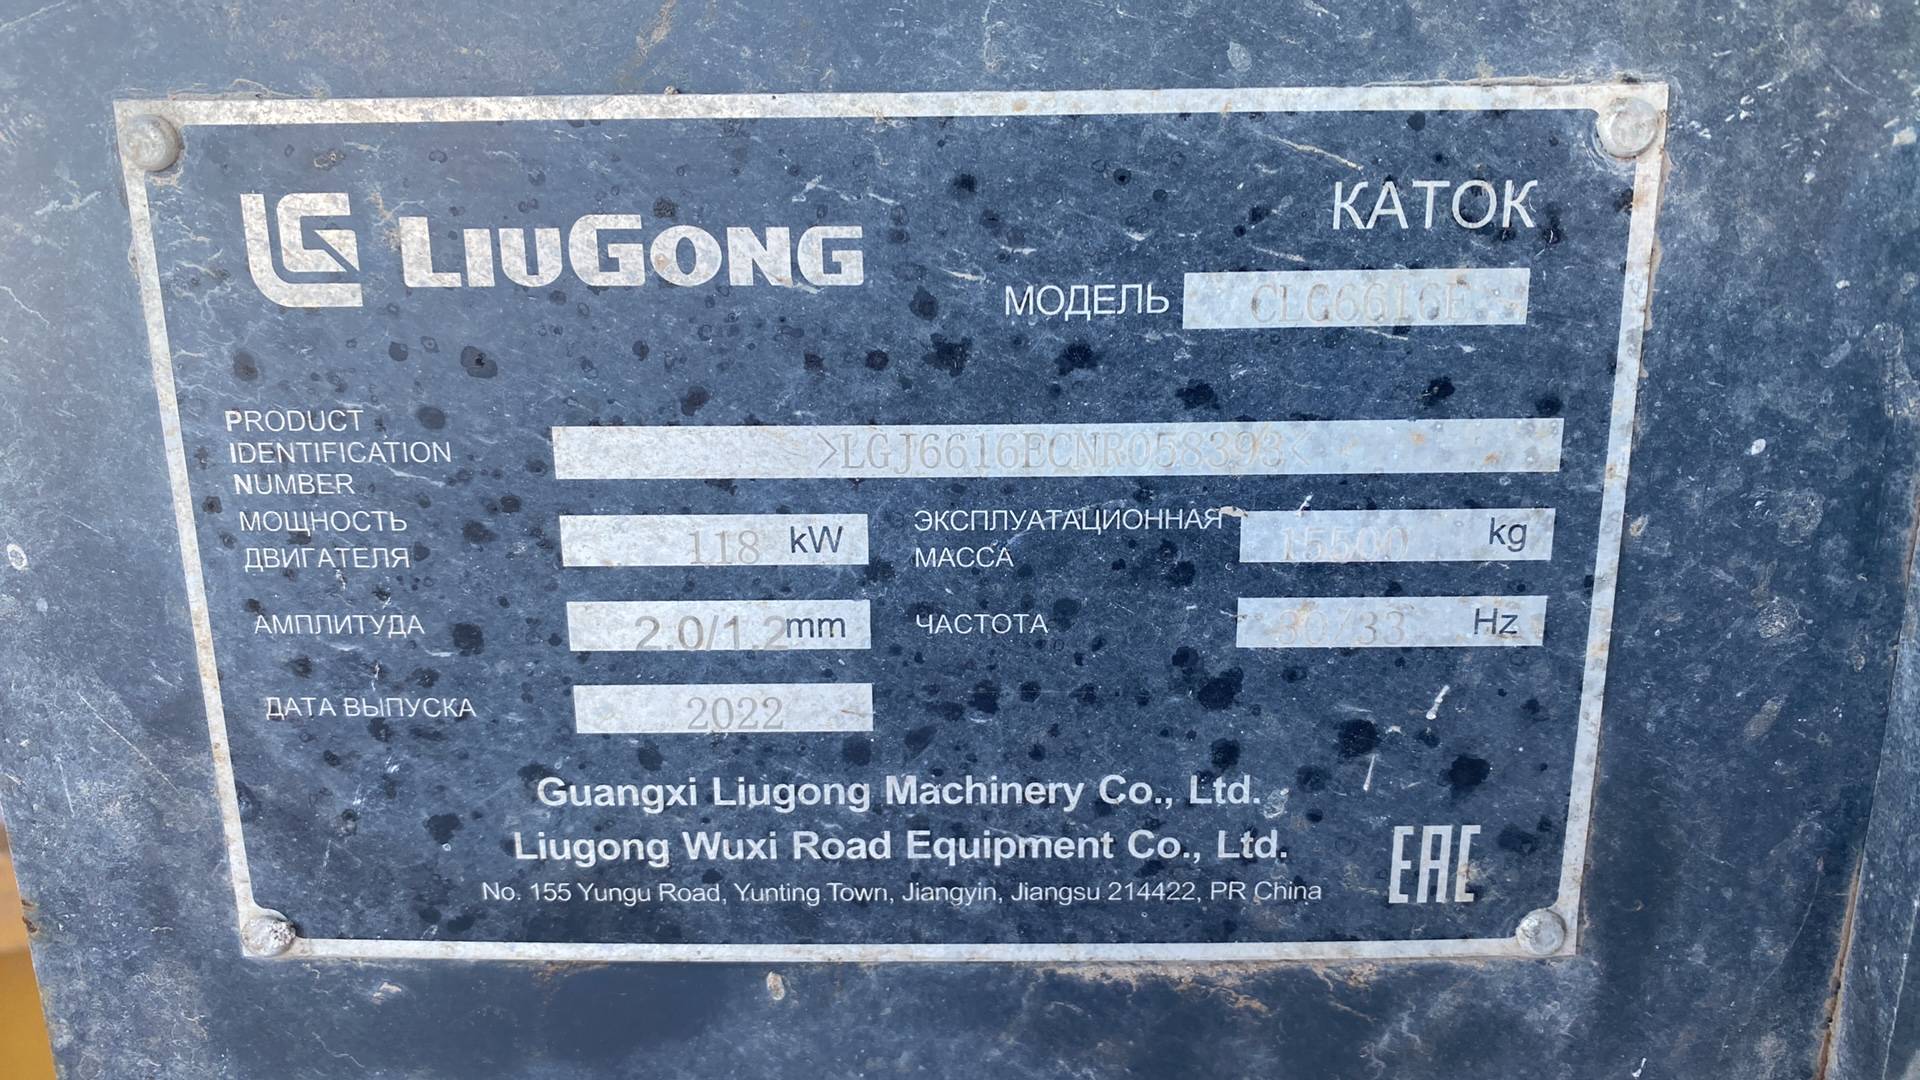 LG LIUGONG
КАТОК
МОДЕЛЬ CLG6616E
PRODUCT
IDENTIFICATION
NUMBER
>LGJ6616ECNR058393<
МОЩНОСТЬ
ДВИГАТЕЛЯ
118 kW
ЭКСПЛУАТАЦИОННАЯ
МАССА
15500 kg
АМПЛИТУДА 2.0/1.2mm
ЧАСТОТА 30/33 Hz
ДАТА ВЫПУСКА 2022
Guangxi Liugong Machinery Co., Ltd.
Liugong Wuxi Road Equipment Co., Ltd.
No. 155 Yungu Road, Yunting Town, Jiangyin, Jiangsu 214422, PR China
EAC